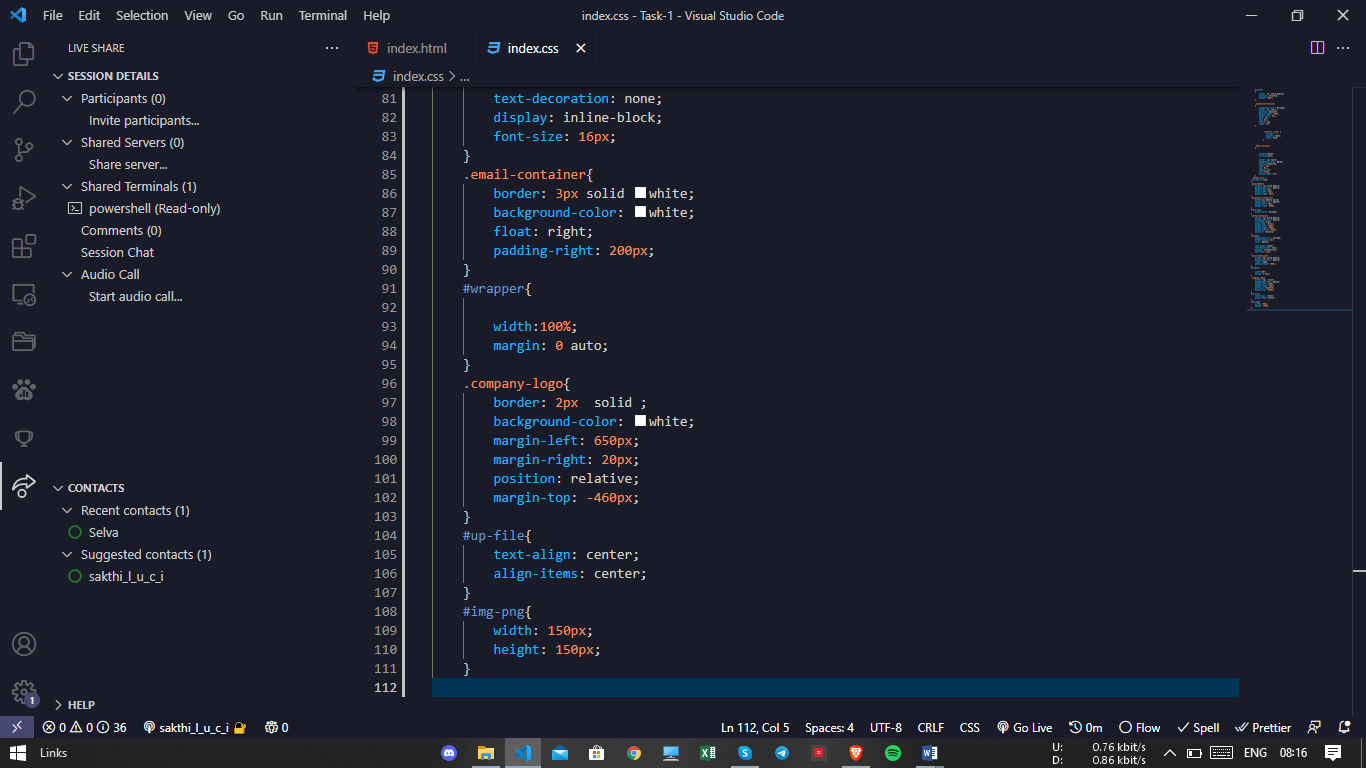 File Edit Selection View Go Run Terminal Help
index.css - Task-1 - Visual Studio Code
LIVE SHARE
SESSION DETAILS
Participants (0)
Invite participants...
Shared Servers (0)
Share server...
Shared Terminals (1)
powershell (Read-only)
Comments (0)
Session Chat
Audio Call
Start audio call...
CONTACTS
Recent contacts (1)
Selva
Suggested contacts (1)
sakthi_l_u_c_i
HELP
1
index.html index.css
index.css > ...
81 text-decoration: none;
82 display: inline-block;
83 font-size: 16px;
84 }
85 .email-container{
86 border: 3px solid white;
87 background-color: white;
88 float: right;
89 padding-right: 200px;
90 }
91 #wrapper{
92
93 width:100%;
94 margin: 0 auto;
95 }
96 .company-logo{
97 border: 2px  solid ;
98 background-color: white;
99 margin-left: 650px;
100 margin-right: 20px;
101 position: relative;
102 margin-top: -460px;
103 }
104 #up-file{
105 text-align: center;
106 align-items: center;
107 }
108 #img-png{
109 width: 150px;
110 height: 150px;
111 }
112
0 0 36 sakthi_l_u_c_i 0 Ln 112, Col 5 Spaces: 4 UTF-8 CRLF CSS Go Live 0m Flow Spell Prettier
Links U: 0.76 kbit/s ENG 08:16
D: 0.86 kbit/s